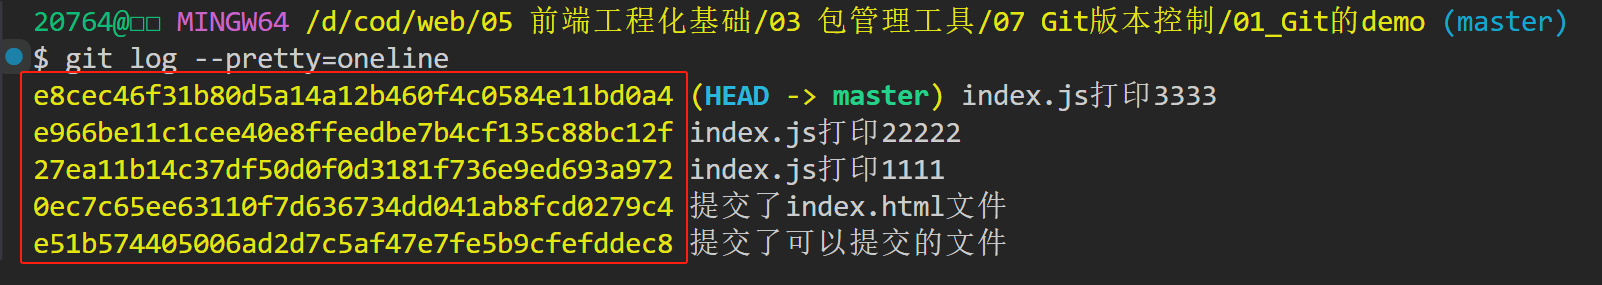 20764@□□ MINGW64 /d/cod/web/05 前端工程化基础/03 包管理工具/07 Git版本控制/01_Git的demo (master)
$ git log --pretty=oneline
e8cec46f31b80d5a14a12b460f4c0584e11bd0a4 (HEAD -> master) index.js打印3333
e966be11c1cee40e8ffeedbe7b4cf135c88bc12f index.js打印22222
27ea11b14c37df50d0f0d3181f736e9ed693a972 index.js打印1111
0ec7c65ee63110f7d636734dd041ab8fcd0279c4 提交了index.html文件
e51b574405006ad2d7c5af47e7fe5b9cfefddec8 提交了可以提交的文件